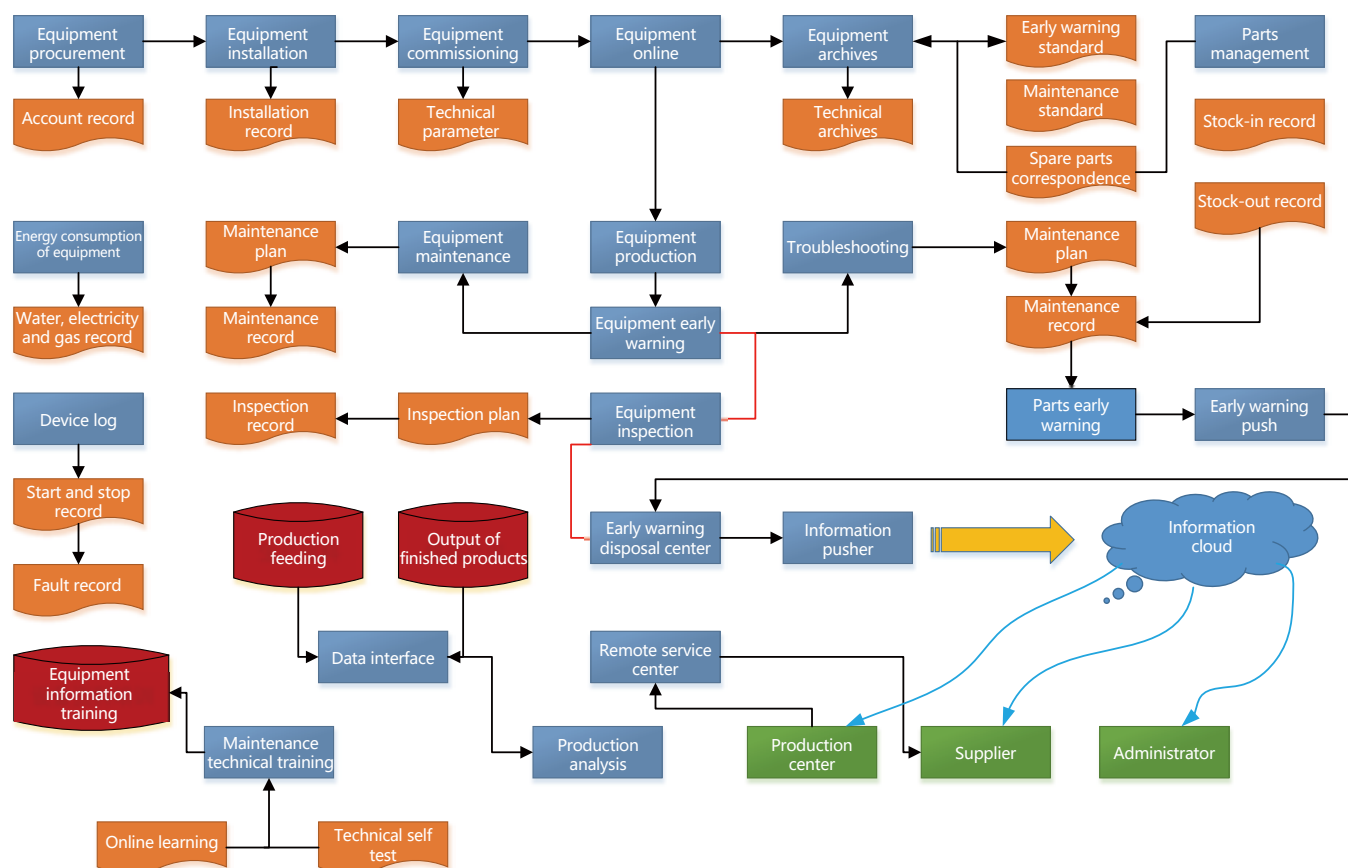 Equipment
procurement
Equipment
installation
Equipment
commissioning
Equipment
online
Equipment
archives
Early warning
standard
Parts
management
Account record
Installation
record
Technical
parameter
Technical
archives
Maintenance
standard
Stock-in record
Spare parts
correspondence
Stock-out record
Energy consumption
of equipment
Maintenance
plan
Equipment
maintenance
Equipment
production
Troubleshooting
Maintenance
plan
Water, electricity
and gas record
Maintenance record
Equipment early
warning
Maintenance
record
Device log
Inspection
record
Inspection plan
Equipment
inspection
Parts early
warning
Early warning
push
Start and stop
record
Production
feeding
Output of
finished products
Early warning
disposal center
Information
pusher
Information
cloud
Fault record
Data interface
Remote service
center
Equipment
information
training
Maintenance
technical training
Production
analysis
Production
center
Supplier
Administrator
Online learning
Technical self
test